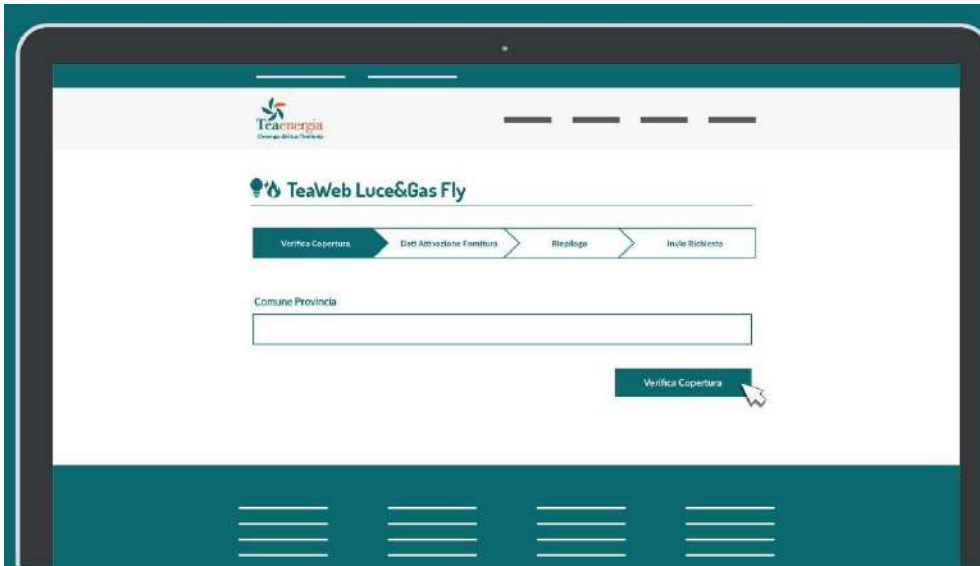 Teaenergia
TeaWeb Luce&Gas Fly
Verifica Copertura
Dati Attivazione Fornitura
Riepilogo
Invio Richiesta
Comune Provincia
Verifica Copertura